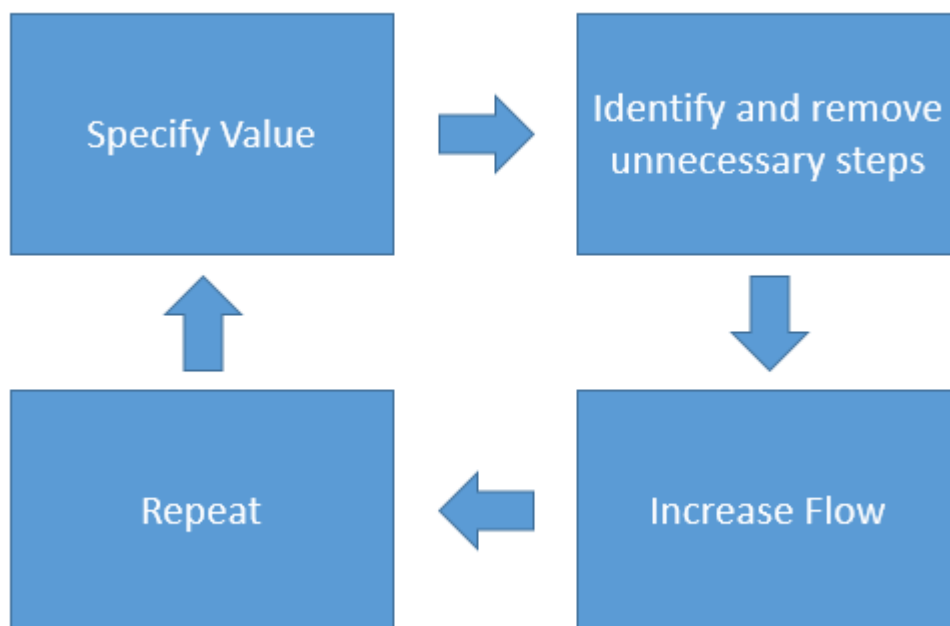 Specify Value
Identify and remove
unnecessary steps
Increase Flow
Repeat